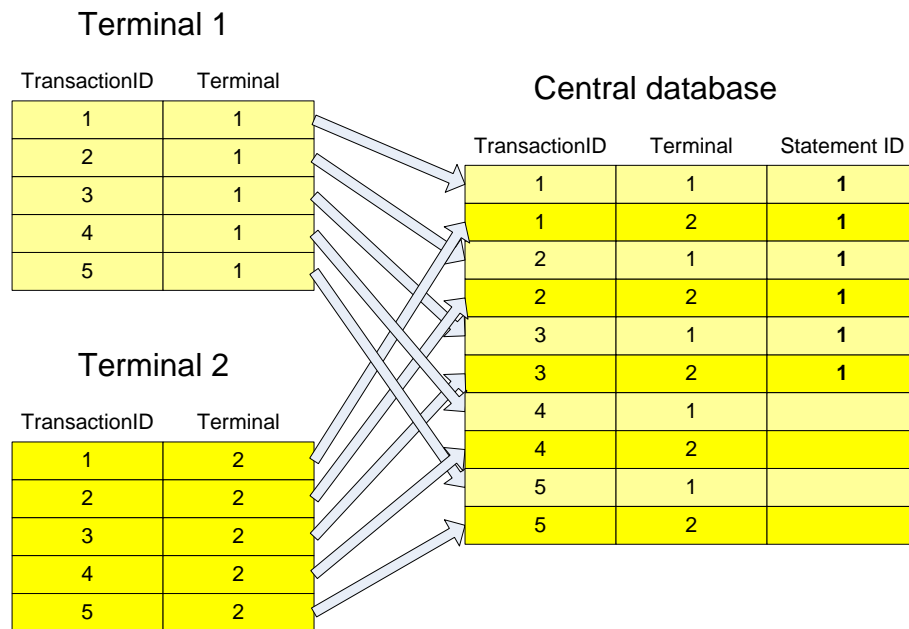 Terminal 1
TransactionID Terminal
1 1
2 1
3 1
4 1
5 1
Terminal 2
TransactionID Terminal
1 2
2 2
3 2
4 2
5 2
Central database
TransactionID Terminal Statement ID
1 1 1
1 2 1
2 1 1
2 2 1
3 1 1
3 2 1
4 1
4 2
5 1
5 2